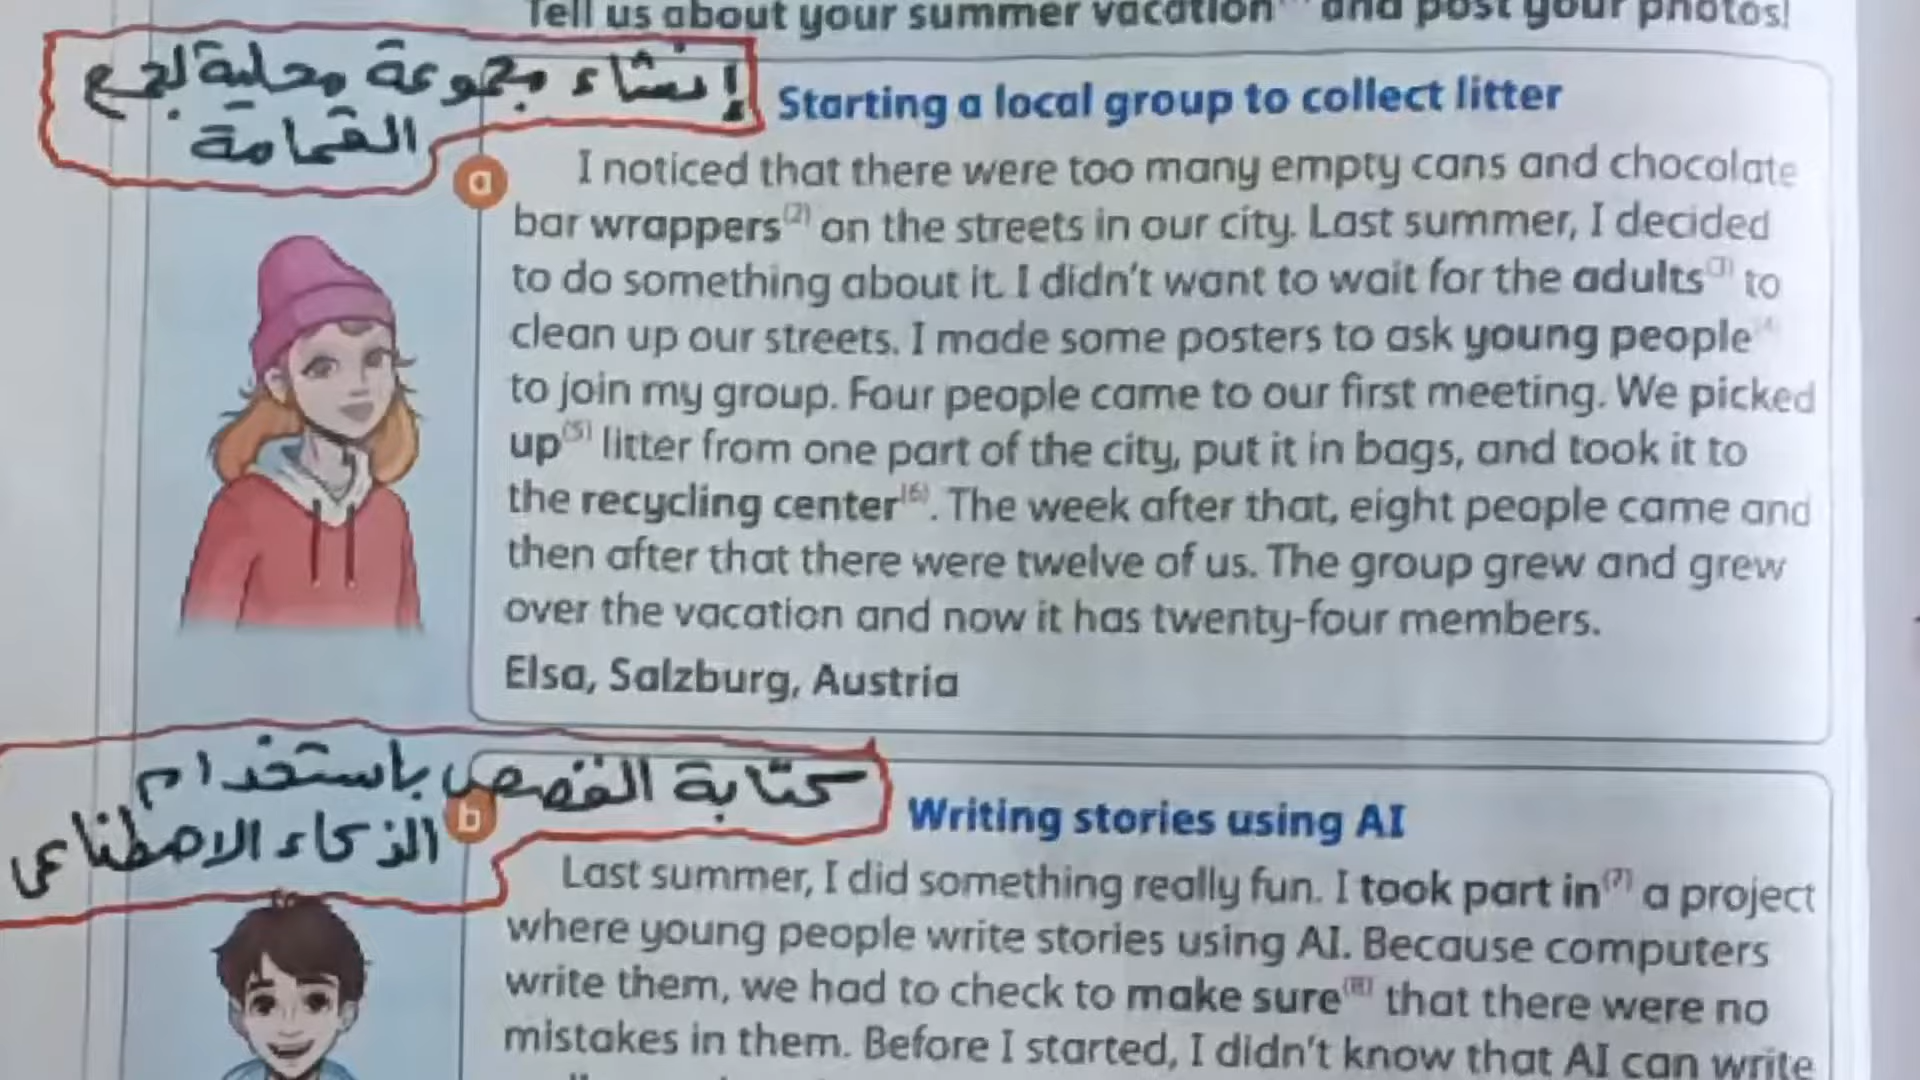 Tell us about your summer vacation and post your photos!
إنشاء مجموعة محلية لجمع
القمامة
Starting a local group to collect litter
a
I noticed that there were too many empty cans and chocolate
bar wrappers(2) on the streets in our city. Last summer, I decided
to do something about it. I didn't want to wait for the adults(3) to
clean up our streets. I made some posters to ask young people(4)
to join my group. Four people came to our first meeting. We picked
up(5) litter from one part of the city, put it in bags, and took it to
the recycling center(6). The week after that, eight people came and
then after that there were twelve of us. The group grew and grew
over the vacation and now it has twenty-four members.
Elsa, Salzburg, Austria
كتابة القصص باستخدام
الذكاء الاصطناعى
b
Writing stories using AI
Last summer, I did something really fun. I took part in(7) a project
where young people write stories using AI. Because computers
write them, we had to check to make sure(8) that there were no
mistakes in them. Before I started, I didn't know that AI can write